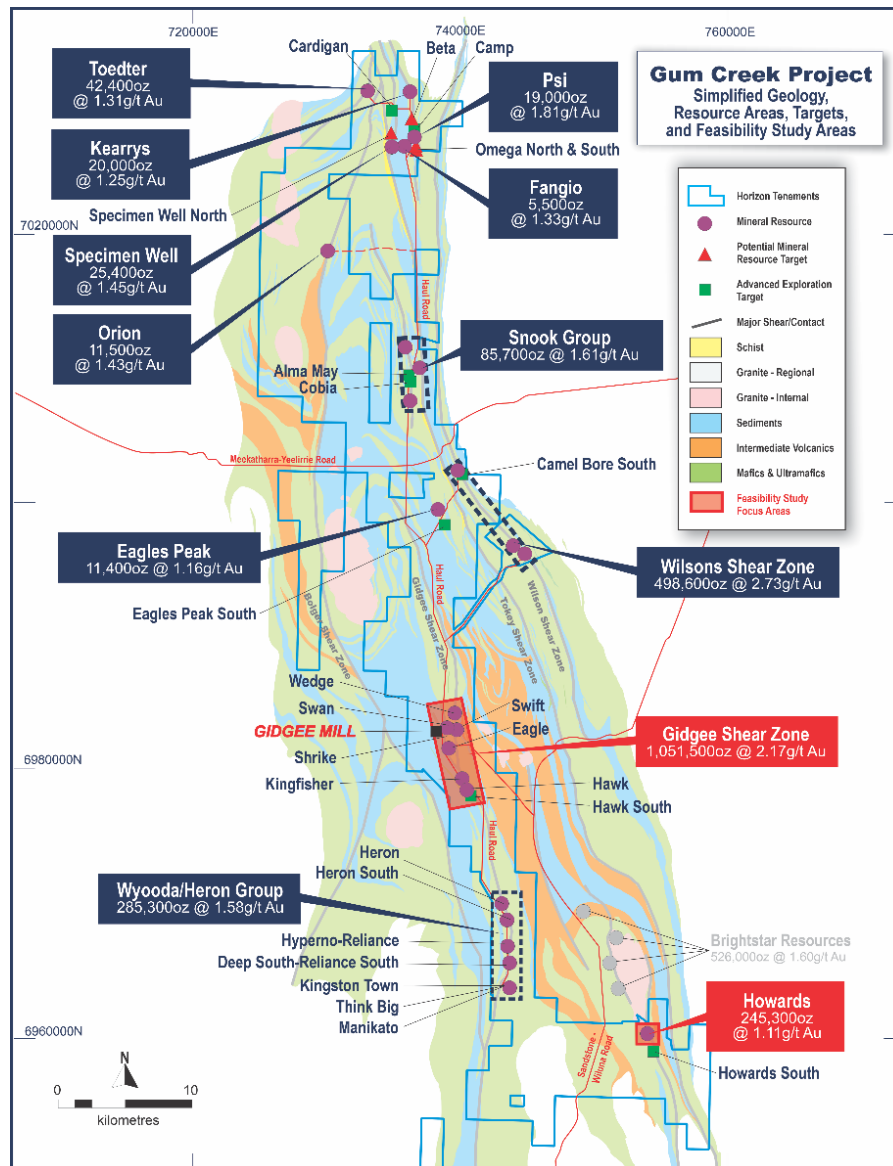 720000E
740000E
760000E
Cardigan
Beta
Camp
Toedter
42,400oz
@ 1.31g/t Au
Psi
19,000oz
@ 1.81g/t Au
Gum Creek Project
Simplified Geology,
Resource Areas, Targets,
and Feasibility Study Areas
Kearrys
20,000oz
@ 1.25g/t Au
Omega North & South
Specimen Well North
Fangio
5,500oz
@ 1.33g/t Au
7020000N
Specimen Well
25,400oz
@ 1.45g/t Au
Haul Road
Orion
11,500oz
@ 1.43g/t Au
Snook Group
85,700oz @ 1.61g/t Au
Alma May
Cobia
Horizon Tenements
Mineral Resource
Potential Mineral
Resource Target
Advanced Exploration
Target
Major Shear/Contact
Schist
Granite - Regional
Granite - Internal
Sediments
Intermediate Volcanics
Mafics & Ultramafics
Feasibility Study
Focus Areas
Meekatharra-Yeelirrie Road
Camel Bore South
Eagles Peak
11,400oz @ 1.16g/t Au
Wilsons Shear Zone
498,600oz @ 2.73g/t Au
Eagles Peak South
Haul Road
Bolger Shear Zone
Gidgee Shear Zone
Tokey Shear Zone
Wilson Shear Zone
Wedge
Swan
Swift
GIDGEE MILL
Eagle
Shrike
Gidgee Shear Zone
1,051,500oz @ 2.17g/t Au
6980000N
Kingfisher
Hawk
Hawk South
Haul Road
Heron
Heron South
Wyooda/Heron Group
285,300oz @ 1.58g/t Au
Hyperno-Reliance
Deep South-Reliance South
Kingston Town
Think Big
Manikato
Brightstar Resources
526,000oz @ 1.60g/t Au
Howards
245,300oz
@ 1.11g/t Au
6960000N
Howards South
Sandstone - Wiluna Road
N
0
10
kilometres